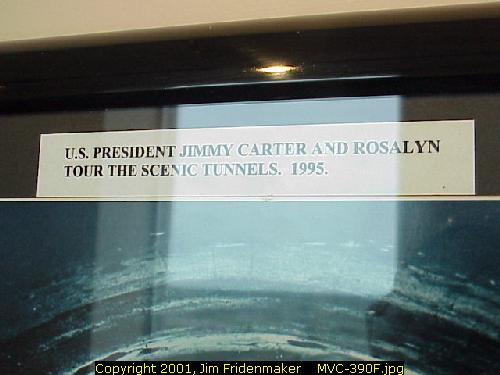 U.S. PRESIDENT JIMMY CARTER AND ROSALYN
TOUR THE SCENIC TUNNELS. 1995.
Copyright 2001, Jim Fridenmaker MVC-390F.jpg